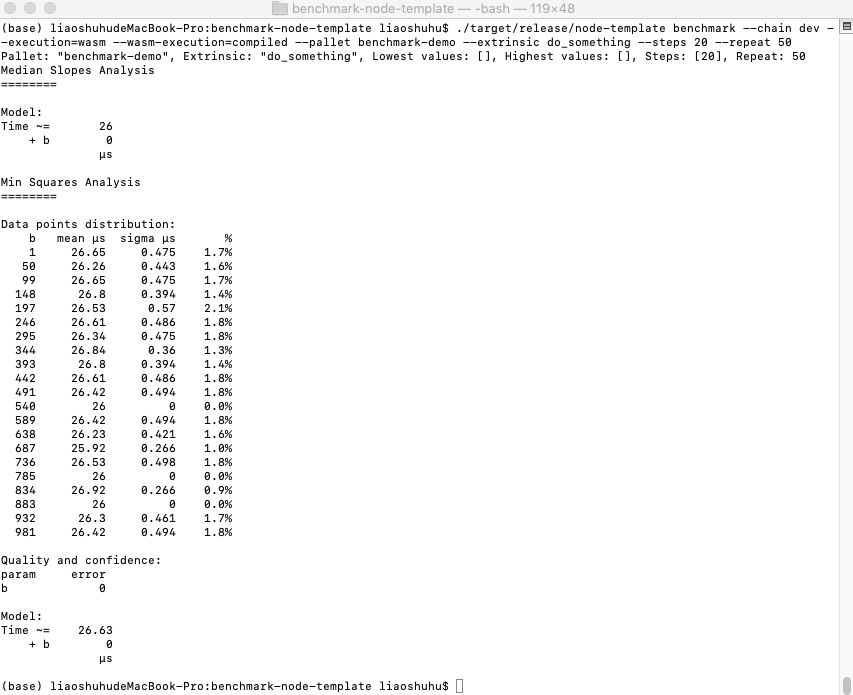 benchmark-node-template — -bash — 119×48
(base) liaoshuhudeMacBook-Pro:benchmark-node-template liaoshuhu$ ./target/release/node-template benchmark --chain dev -
-execution=wasm --wasm-execution=compiled --pallet benchmark-demo --extrinsic do_something --steps 20 --repeat 50
Pallet: "benchmark-demo", Extrinsic: "do_something", Lowest values: [], Highest values: [], Steps: [20], Repeat: 50
Median Slopes Analysis
========
Model:
Time ~=       26
    + b        0
              µs
Min Squares Analysis
========
Data points distribution:
    b   mean µs  sigma µs       %
    1     26.65     0.475    1.7%
   50     26.26     0.443    1.6%
   99     26.65     0.475    1.7%
  148      26.8     0.394    1.4%
  197     26.53      0.57    2.1%
  246     26.61     0.486    1.8%
  295     26.34     0.475    1.8%
  344     26.84      0.36    1.3%
  393      26.8     0.394    1.4%
  442     26.61     0.486    1.8%
  491     26.42     0.494    1.8%
  540        26         0    0.0%
  589     26.42     0.494    1.8%
  638     26.23     0.421    1.6%
  687     25.92     0.266    1.0%
  736     26.53     0.498    1.8%
  785        26         0    0.0%
  834     26.92     0.266    0.9%
  883        26         0    0.0%
  932      26.3     0.461    1.7%
  981     26.42     0.494    1.8%
Quality and confidence:
param     error
b             0
Model:
Time ~=    26.63
    + b        0
              µs
(base) liaoshuhudeMacBook-Pro:benchmark-node-template liaoshuhu$